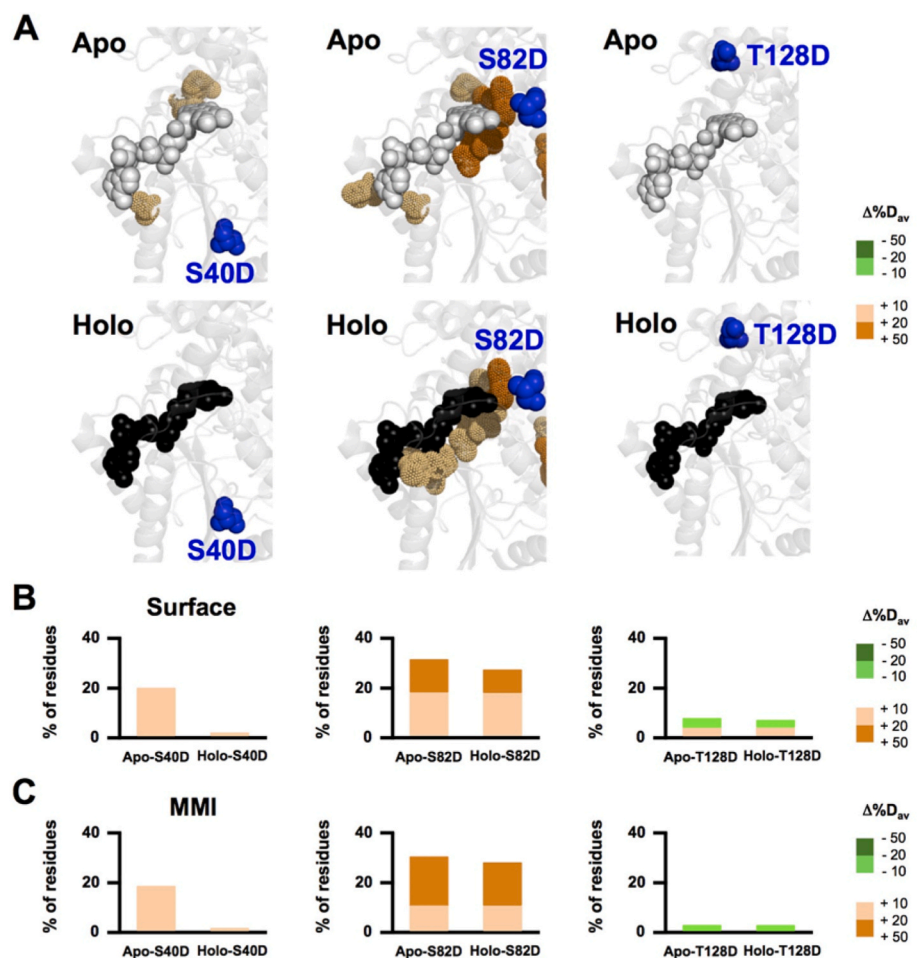 A
Apo
S40D
Apo
S82D
Apo
T128D
Δ%Dav
- 50
- 20
- 10
+ 10
+ 20
+ 50
Holo
S40D
Holo
S82D
Holo
T128D
B
Surface
% of residues
40
20
0
Apo-S40D Holo-S40D
% of residues
40
20
0
Apo-S82D Holo-S82D
% of residues
40
20
0
Apo-T128D Holo-T128D
Δ%Dav
- 50
- 20
- 10
+ 10
+ 20
+ 50
C
MMI
% of residues
40
20
0
Apo-S40D Holo-S40D
% of residues
40
20
0
Apo-S82D Holo-S82D
% of residues
40
20
0
Apo-T128D Holo-T128D
Δ%Dav
- 50
- 20
- 10
+ 10
+ 20
+ 50